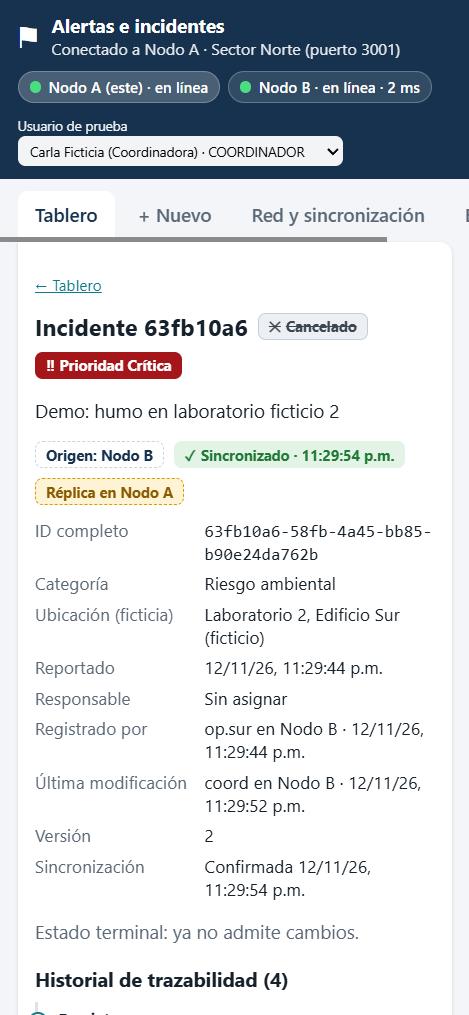 Alertas e incidentes
Conectado a Nodo A · Sector Norte (puerto 3001)
Nodo A (este) · en línea
Nodo B · en línea · 2 ms
Usuario de prueba
Carla Ficticia (Coordinadora) · COORDINADOR
Tablero
+ Nuevo
Red y sincronización
← Tablero
Incidente 63fb10a6
✕ Cancelado
‼ Prioridad Crítica
Demo: humo en laboratorio ficticio 2
Origen: Nodo B
✓ Sincronizado · 11:29:54 p.m.
Réplica en Nodo A
ID completo
63fb10a6-58fb-4a45-bb85-
b90e24da762b
Categoría
Riesgo ambiental
Ubicación (ficticia)
Laboratorio 2, Edificio Sur
(ficticio)
Reportado
12/11/26, 11:29:44 p.m.
Responsable
Sin asignar
Registrado por
op.sur en Nodo B · 12/11/26,
11:29:44 p.m.
Última modificación
coord en Nodo B · 12/11/26,
11:29:52 p.m.
Versión
2
Sincronización
Confirmada 12/11/26,
11:29:54 p.m.
Estado terminal: ya no admite cambios.
Historial de trazabilidad (4)